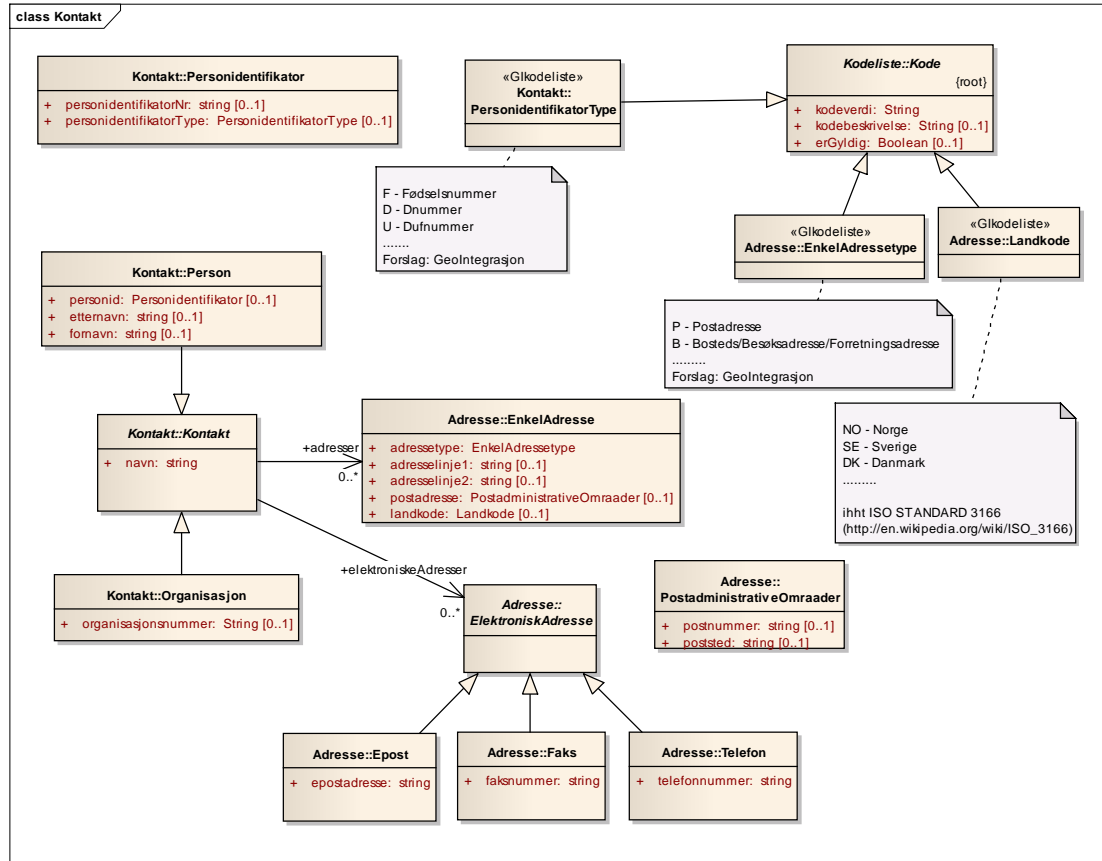 class Kontakt
Kontakt::Personidentifikator
+ personidentifikatorNr: string [0..1]
+ personidentifikatorType: PersonidentifikatorType [0..1]
«GIkodeliste»
Kontakt::
PersonidentifikatorType
Kodeliste::Kode
{root}
+ kodeverdi: String
+ kodebeskrivelse: String [0..1]
+ erGyldig: Boolean [0..1]
F - Fødselsnummer
D - Dnummer
U - Dufnummer
.......
Forslag: GeoIntegrasjon
«GIkodeliste»
Adresse::EnkelAdressetype
«GIkodeliste»
Adresse::Landkode
Kontakt::Person
+ personid: Personidentifikator [0..1]
+ etternavn: string [0..1]
+ fornavn: string [0..1]
P - Postadresse
B - Bosteds/Besøksadresse/Forretningsadresse
.........
Forslag: GeoIntegrasjon
NO - Norge
SE - Sverige
DK - Danmark
.........
ihht ISO STANDARD 3166
(http://en.wikipedia.org/wiki/ISO_3166)
Kontakt::Kontakt
+ navn: string
+adresser
0..*
Adresse::EnkelAdresse
+ adressetype: EnkelAdressetype
+ adresselinje1: string [0..1]
+ adresselinje2: string [0..1]
+ postadresse: PostadministrativeOmraader [0..1]
+ landkode: Landkode [0..1]
+elektroniskeAdresser
0..*
Kontakt::Organisasjon
+ organisasjonsnummer: String [0..1]
Adresse::
ElektroniskAdresse
Adresse::
PostadministrativeOmraader
+ postnummer: string [0..1]
+ poststed: string [0..1]
Adresse::Epost
+ epostadresse: string
Adresse::Faks
+ faksnummer: string
Adresse::Telefon
+ telefonnummer: string